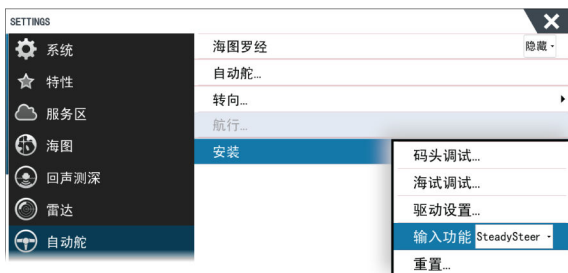 SETTINGS
系统
特性
服务区
海图
回声测深
雷达
自动舵
海图罗经 隐藏
自动舵...
转向...
航行...
安装
码头调试...
海试调试...
驱动设置...
输入功能 SteadySteer
重置...